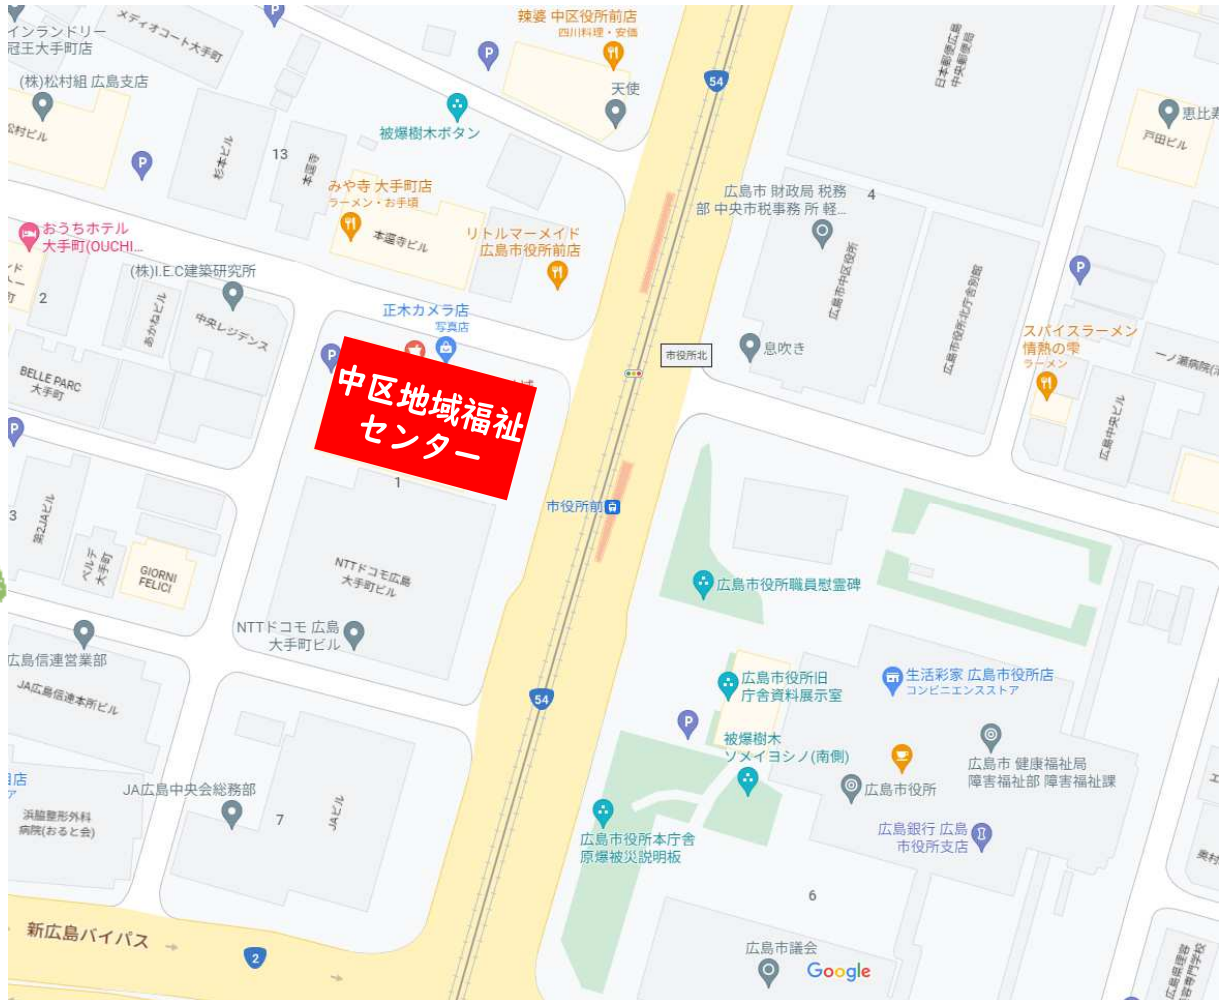 インランドリー
冠王大手町店
メディオコート大手町
P
辣婆 中区役所前店
四川料理・安価
P
54
天使
日本郵便広島
中央郵便局
(株)松村組 広島支店
松村ビル
P
杉本ビル
13
本逕寺
被爆樹木ボタン
恵比寿
戸田ビル
みや寺 大手町店
ラーメン・お手頃
本逕寺ビル
リトルマーメイド
広島市役所前店
広島市 財政局 税務
部 中央市税事務 所 軽...
4
広島市中区役所
広島市役所北庁舎別館
P
おうちホテル
大手町(OUCHI...
2
(株)I.E.C建築研究所
あかねビル
中央レジデンス
正木カメラ店
写真店
P
市役所北
息吹き
スパイスラーメン
情熱の雫
ラーメン
一ノ瀬病院
広島中央ビル
BELLE PARC
大手町
P
中区地域福祉
センター
1
市役所前
3
第2JAビル
ベルテ
大手町
GIORNI
FELICI
NTTドコモ広島
大手町ビル
NTTドコモ 広島
大手町ビル
広島市役所職員慰霊碑
広島信連営業部
JA広島信連本所ビル
54
広島市役所旧
庁舎資料展示室
生活彩家 広島市役所店
コンビニエンスストア
P
被爆樹木
ソメイヨシノ(南側)
広島市 健康福祉局
障害福祉部 障害福祉課
広島市役所
JA広島中央会総務部
7
JAビル
浜脇整形外科
病院(おると会)
広島市役所本庁舎
原爆被災説明板
広島銀行 広島
市役所支店
奥村
6
新広島バイパス
2
広島市議会
Google
広島県理容
美容専門学校